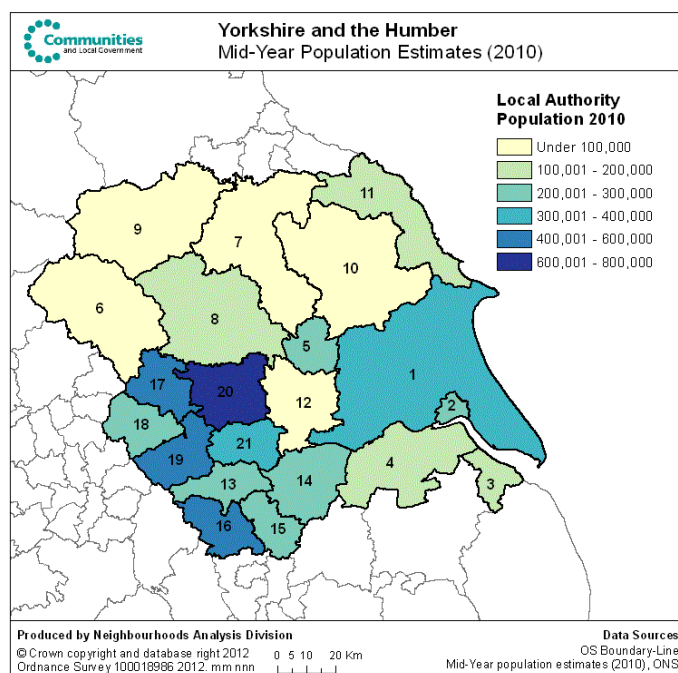 Communities
and Local Government
Yorkshire and the Humber
Mid-Year Population Estimates (2010)
Local Authority
Population 2010
Under 100,000
100,001 - 200,000
200,001 - 300,000
300,001 - 400,000
400,001 - 600,000
600,001 - 800,000
11
9
7
10
6
8
5
1
17
20
12
2
18
21
19
4
13
14
3
16
15
Produced by Neighbourhoods Analysis Division
© Crown copyright and database right 2012
Ordnance Survey 100018986 2012. mm nnn
0 5 10 20 Km
Data Sources
OS Boundary-Line
Mid-Year population estimates (2010), ONS